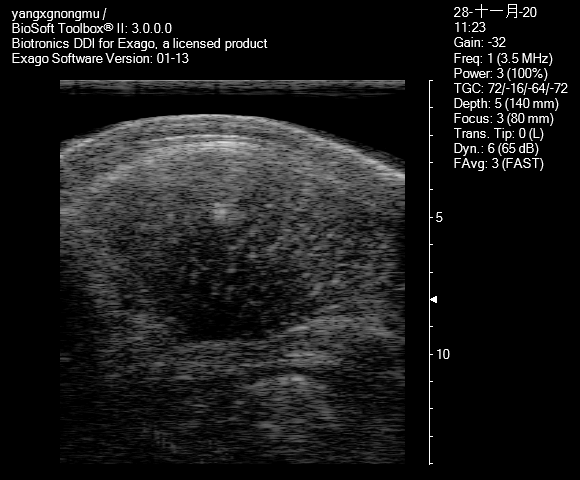 yangxgnongmu /
BioSoft Toolbox® II: 3.0.0.0
Biotronics DDI for Exago, a licensed product
Exago Software Version: 01-13
28-十一月-20
11:23
Gain: -32
Freq: 1 (3.5 MHz)
Power: 3 (100%)
TGC: 72/-16/-64/-72
Depth: 5 (140 mm)
Focus: 3 (80 mm)
Trans. Tip: 0 (L)
Dyn.: 6 (65 dB)
FAvg: 3 (FAST)
5
10